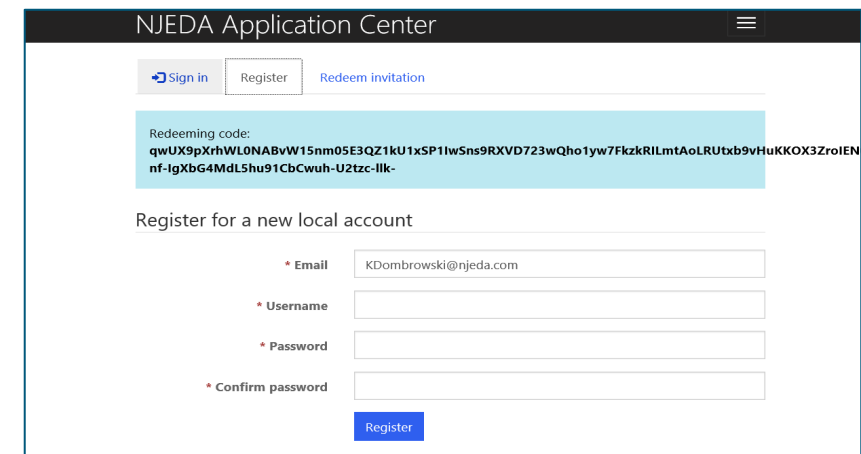 NJEDA Application Center
Sign in Register Redeem invitation
Redeeming code:
qwUX9pXrhWL0NABvW15nm05E3QZ1kU1xSP1IwSns9RXVD723wQho1yw7FkzkRILmtAoLRUtxb9vHuKKOX3ZroIEN
nf-IgXbG4MdL5hu91CbCwuh-U2tzc-llk-
Register for a new local account
* Email KDombrowski@njeda.com
* Username
* Password
* Confirm password
Register